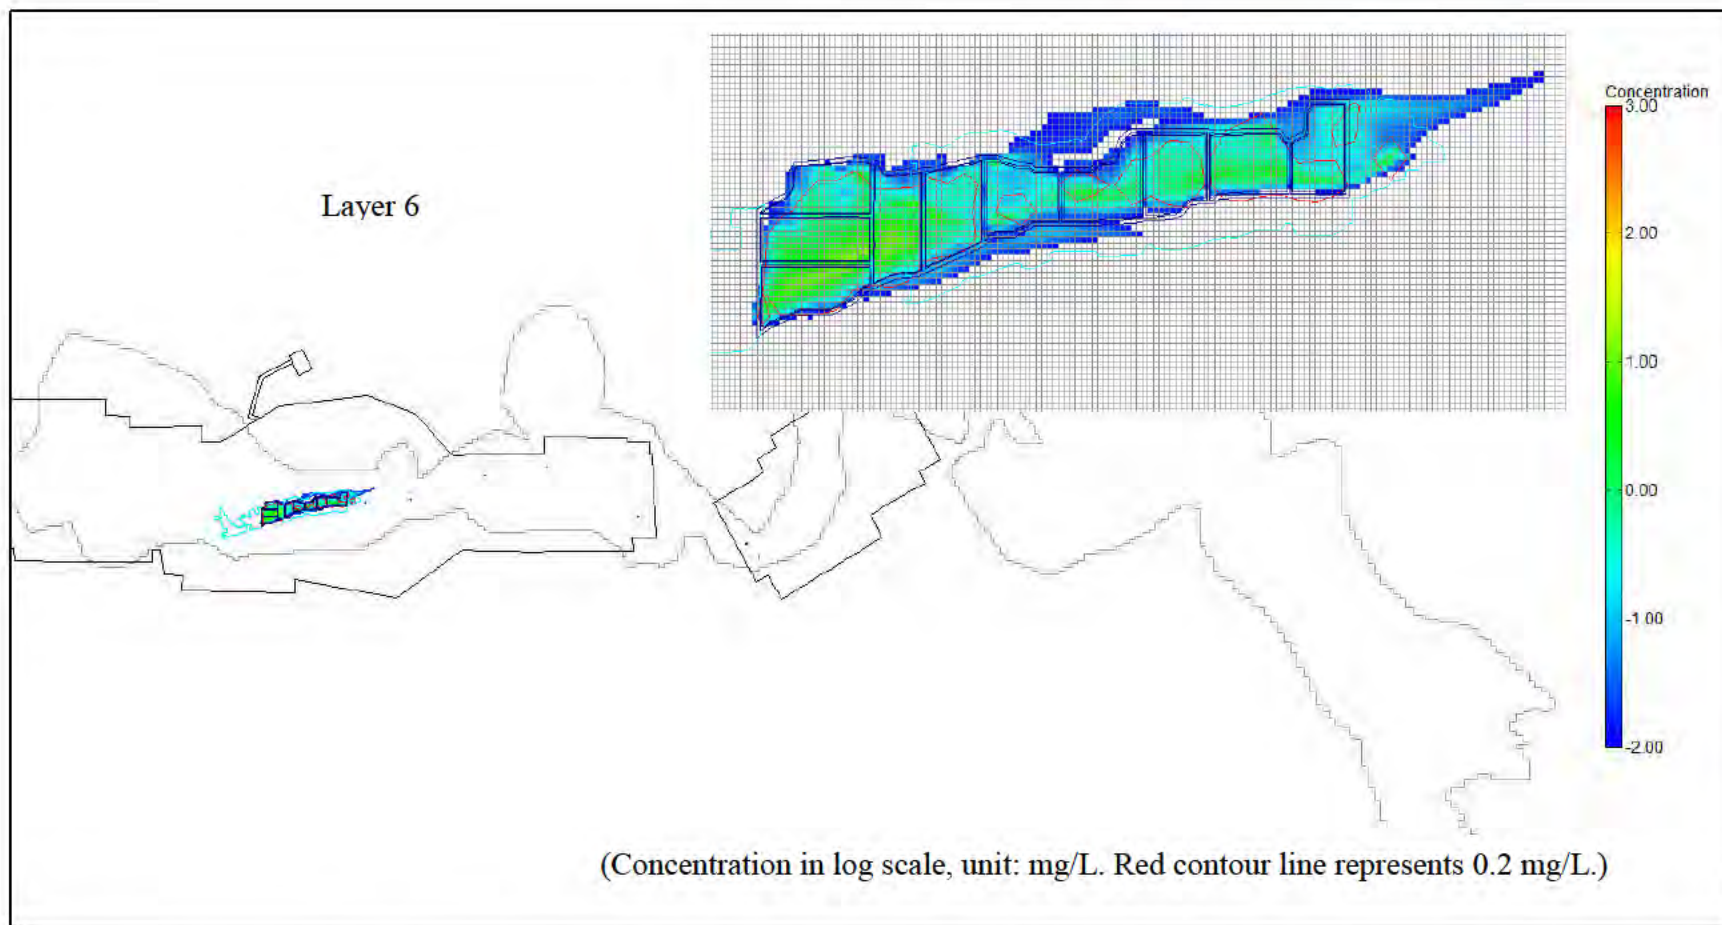 Concentration
3.00
Layer 6
2.00
1.00
0.00
-1.00
-2.00
(Concentration in log scale, unit: mg/L. Red contour line represents 0.2 mg/L.)